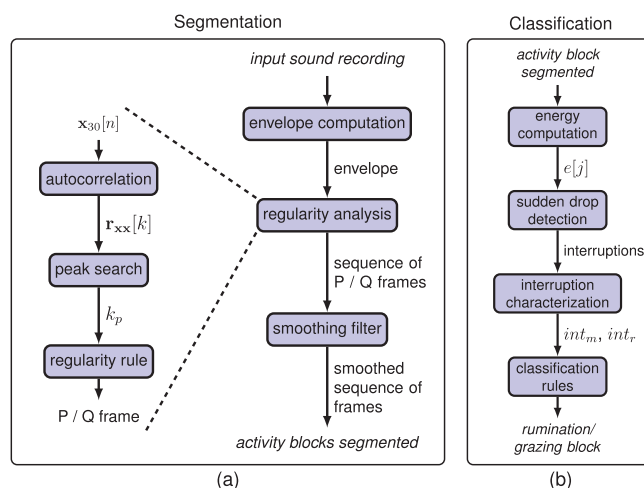 Segmentation
input sound recording
envelope computation
envelope
regularity analysis
sequence of
P / Q frames
smoothing filter
smoothed
sequence of
frames
activity blocks segmented
x₃₀[n]
autocorrelation
rₓₓ[k]
peak search
kₚ
regularity rule
P / Q frame
(a)
Classification
activity block
segmented
energy
computation
e[j]
sudden drop
detection
interruptions
interruption
characterization
intₘ, intᵣ
classification
rules
rumination/
grazing block
(b)